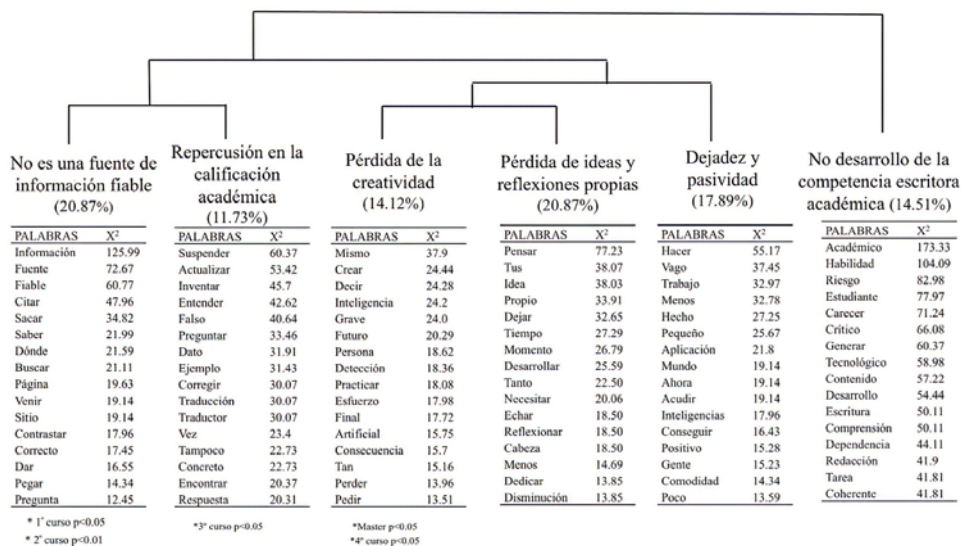 No es una fuente de
información fiable
(20.87%)
PALABRAS X²
Información 125.99
Fuente 72.67
Fiable 60.77
Citar 47.96
Sacar 34.82
Saber 21.99
Dónde 21.59
Buscar 21.11
Página 19.63
Venir 19.14
Sitio 19.14
Contrastar 17.96
Correcto 17.45
Dar 16.55
Pegar 14.34
Pregunta 12.45
* 1º curso p<0.05
* 2º curso p<0.01
Repercusión en la
calificación
académica
(11.73%)
PALABRAS X²
Suspender 60.37
Actualizar 53.42
Inventar 45.7
Entender 42.62
Falso 40.64
Preguntar 33.46
Dato 31.91
Ejemplo 31.43
Corregir 30.07
Traducción 30.07
Traductor 30.07
Vez 23.4
Tampoco 22.73
Concreto 22.73
Encontrar 20.37
Respuesta 20.31
*3º curso p<0.05
Pérdida de la
creatividad
(14.12%)
PALABRAS X²
Mismo 37.9
Crear 24.44
Decir 24.28
Inteligencia 24.2
Grave 24.0
Futuro 20.29
Persona 18.62
Detección 18.36
Practicar 18.08
Esfuerzo 17.98
Final 17.72
Artificial 15.75
Consecuencia 15.7
Tan 15.16
Perder 13.96
Pedir 13.51
*Master p<0.05
*4º curso p<0.05
Pérdida de ideas y
reflexiones propias
(20.87%)
PALABRAS X²
Pensar 77.23
Tus 38.07
Idea 38.03
Propio 33.91
Dejar 32.65
Tiempo 27.29
Momento 26.79
Desarrollar 25.59
Tanto 22.50
Necesitar 20.06
Echar 18.50
Reflexionar 18.50
Cabeza 18.50
Menos 14.69
Dedicar 13.85
Disminución 13.85
Dejadez y
pasividad
(17.89%)
PALABRAS X²
Hacer 55.17
Vago 37.45
Trabajo 32.97
Menos 32.78
Hecho 27.25
Pequeño 25.67
Aplicación 21.8
Mundo 19.14
Ahora 19.14
Acudir 19.14
Inteligencias 17.96
Conseguir 16.43
Positivo 15.28
Gente 15.23
Comodidad 14.34
Poco 13.59
No desarrollo de la
competencia escritora
académica (14.51%)
PALABRAS X²
Académico 173.33
Habilidad 104.09
Riesgo 82.98
Estudiante 77.97
Carecer 71.24
Crítico 66.08
Generar 60.37
Tecnológico 58.98
Contenido 57.22
Desarrollo 54.44
Escritura 50.11
Comprensión 50.11
Dependencia 44.11
Redacción 41.9
Tarea 41.81
Coherente 41.81